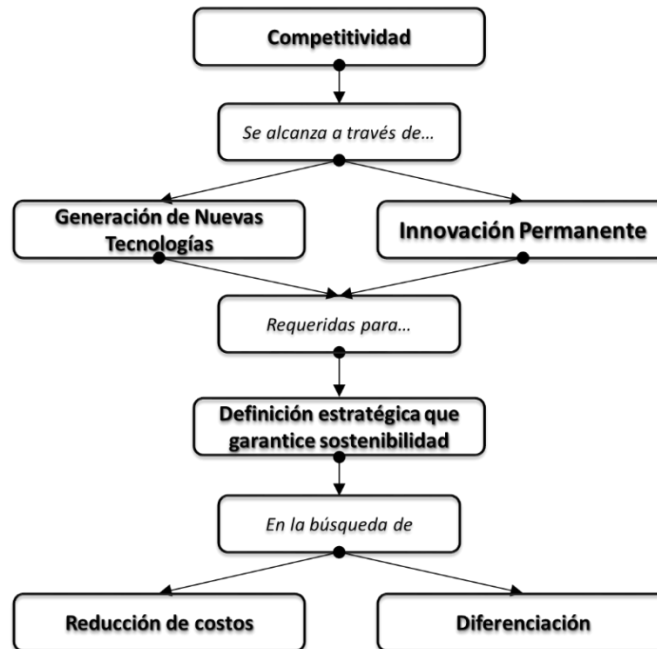 Competitividad
Se alcanza a través de...
Generación de Nuevas
Tecnologías
Innovación Permanente
Requeridas para...
Definición estratégica que
garantice sostenibilidad
En la búsqueda de
Reducción de costos
Diferenciación